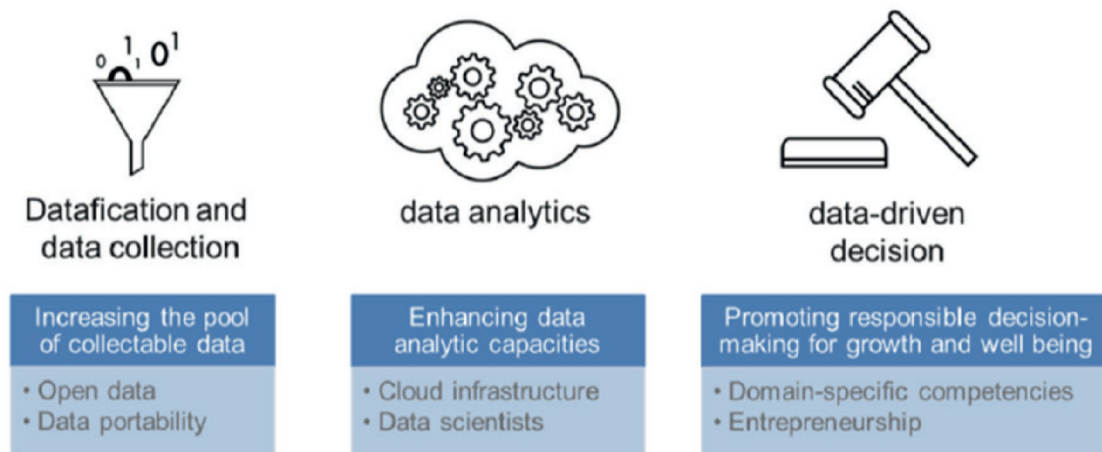 0 1 1 0 1
Datafication and
data collection
Increasing the pool
of collectable data
• Open data
• Data portability
data analytics
Enhancing data
analytic capacities
• Cloud infrastructure
• Data scientists
data-driven
decision
Promoting responsible decision-
making for growth and well being
• Domain-specific competencies
• Entrepreneurship